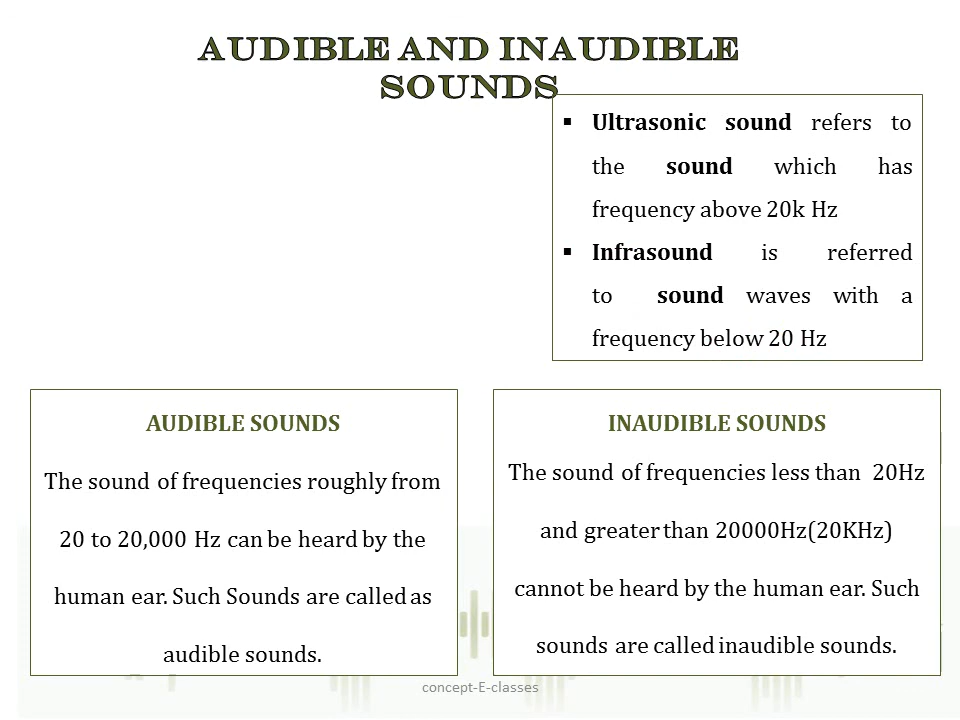 AUDIBLE AND INAUDIBLE
SOUNDS
▪ Ultrasonic sound refers to
the sound which has
frequency above 20k Hz
▪ Infrasound is referred
to sound waves with a
frequency below 20 Hz
AUDIBLE SOUNDS
The sound of frequencies roughly from
20 to 20,000 Hz can be heard by the
human ear. Such Sounds are called as
audible sounds.
INAUDIBLE SOUNDS
The sound of frequencies less than 20Hz
and greater than 20000Hz(20KHz)
cannot be heard by the human ear. Such
sounds are called inaudible sounds.
concept-E-classes